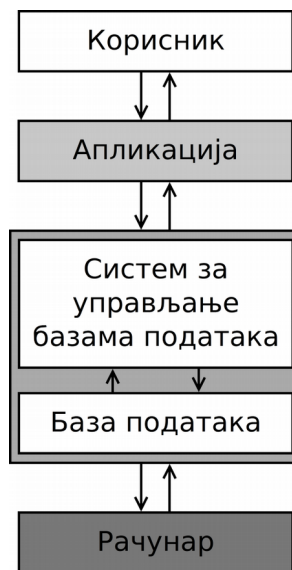 Корисник
Апликација
Систем за
управљање
базама података
База података
Рачунар